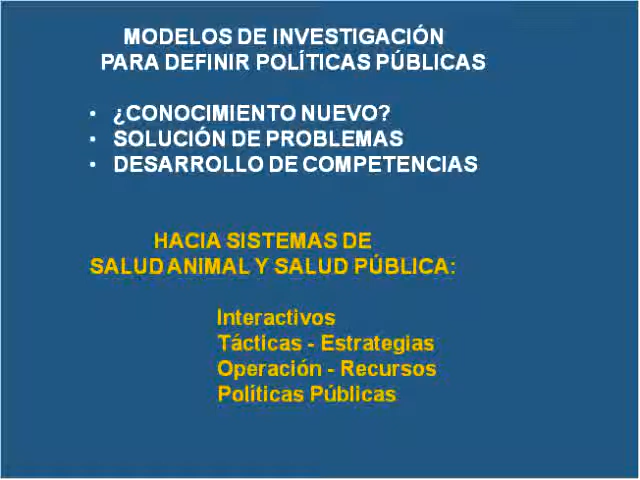 MODELOS DE INVESTIGACIÓN
PARA DEFINIR POLÍTICAS PÚBLICAS
• ¿CONOCIMIENTO NUEVO?
• SOLUCIÓN DE PROBLEMAS
• DESARROLLO DE COMPETENCIAS
HACIA SISTEMAS DE
SALUD ANIMAL Y SALUD PÚBLICA:
Interactivos
Tácticas - Estrategias
Operación - Recursos
Políticas Públicas